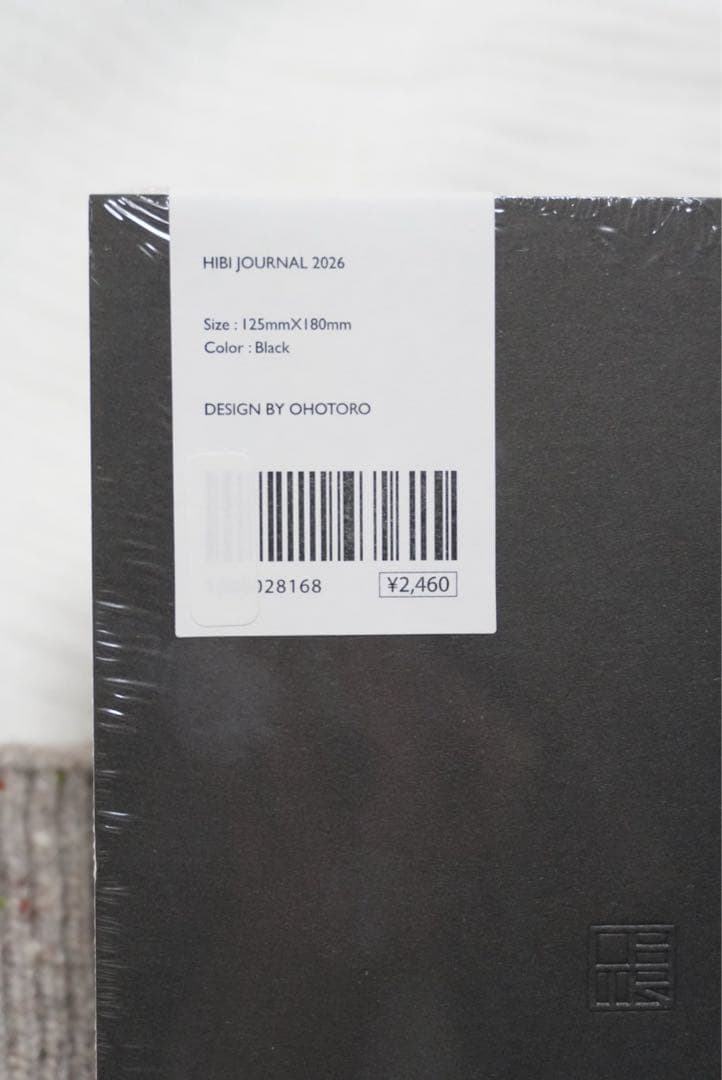 HIBI JOURNAL 2026
Size : 125mmX180mm
Color : Black
DESIGN BY OHOTORO
028168
¥2,460